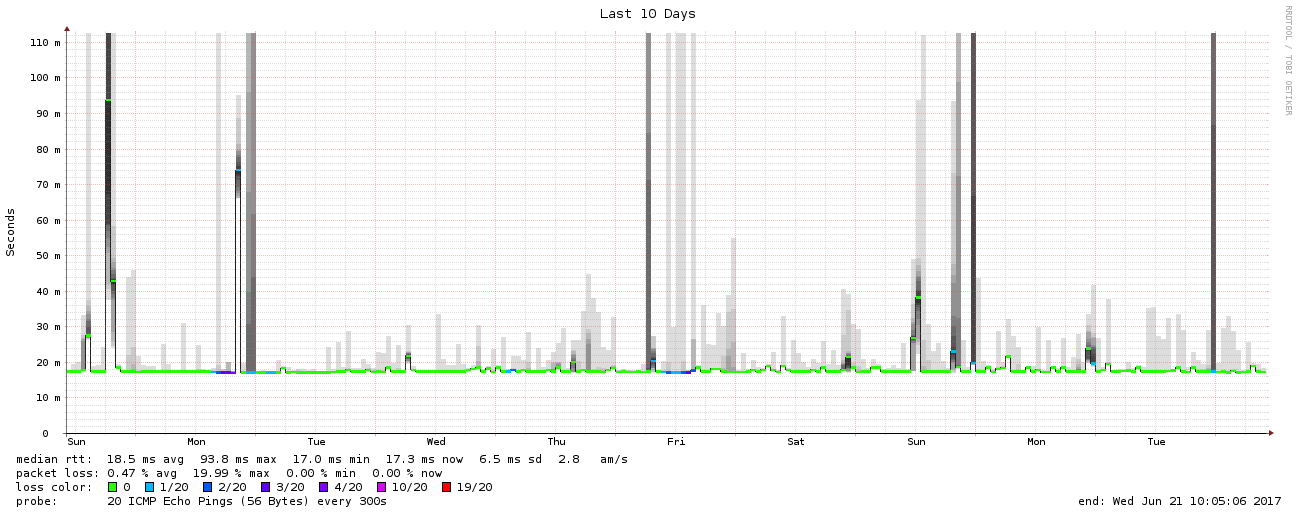 Last 10 Days
RRDTOOL / TOBI OETIKER
Seconds
110 m
100 m
90 m
80 m
70 m
60 m
50 m
40 m
30 m
20 m
10 m
0
Sun Mon Tue Wed Thu Fri Sat Sun Mon Tue
median rtt: 18.5 ms avg 93.8 ms max 17.0 ms min 17.3 ms now 6.5 ms sd 2.8 am/s
packet loss: 0.47 % avg 19.99 % max 0.00 % min 0.00 % now
loss color: 0 1/20 2/20 3/20 4/20 10/20 19/20
probe: 20 ICMP Echo Pings (56 Bytes) every 300s end: Wed Jun 21 10:05:06 2017